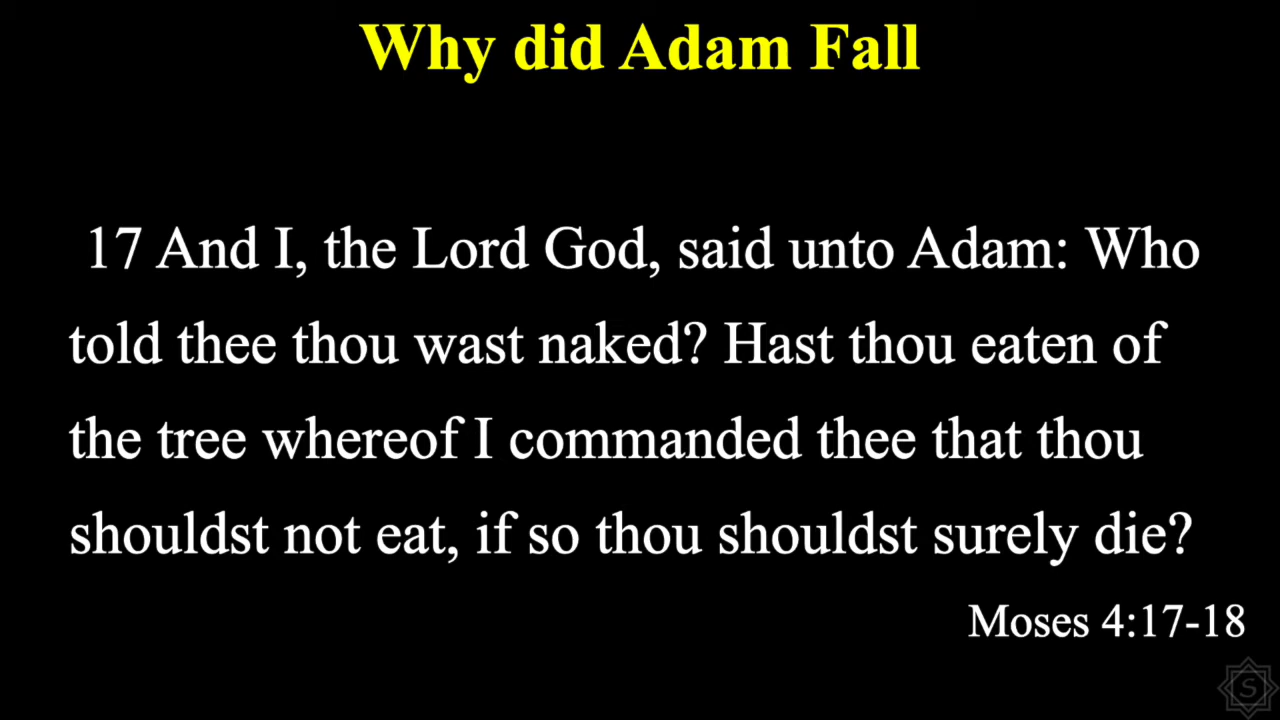 Why did Adam Fall
17 And I, the Lord God, said unto Adam: Who
told thee thou wast naked? Hast thou eaten of
the tree whereof I commanded thee that thou
shouldst not eat, if so thou shouldst surely die?
Moses 4:17-18
S